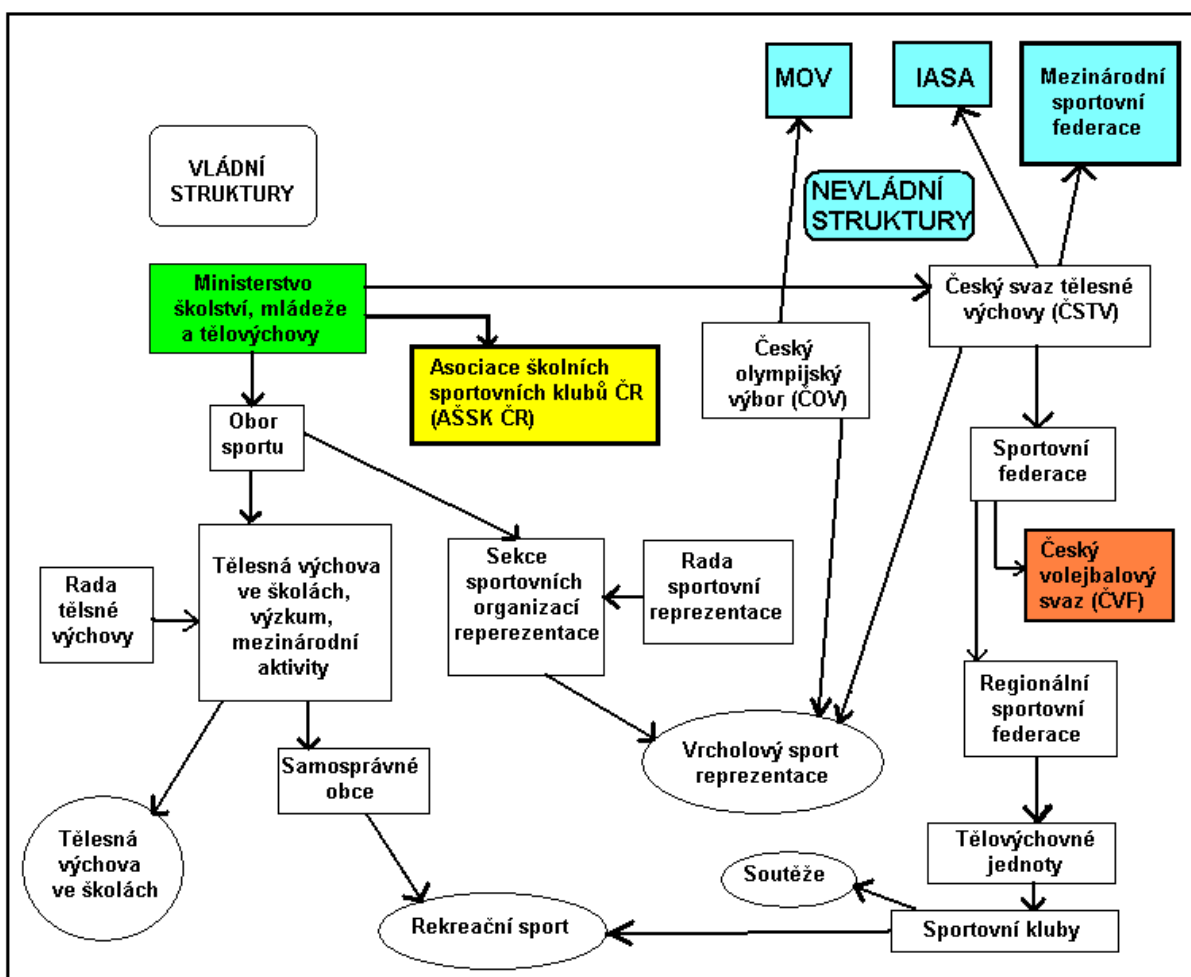 MOV
IASA
Mezinárodní
sportovní
federace
VLÁDNÍ
STRUKTURY
NEVLÁDNÍ
STRUKTURY
Ministerstvo
školství, mládeže
a tělovýchovy
Český svaz tělesné
výchovy (ČSTV)
Asociace školních
sportovních klubů ČR
(AŠSK ČR)
Český
olympijský
výbor (ČOV)
Obor
sportu
Sportovní
federace
Rada
tělsné
výchovy
Tělesná výchova
ve školách,
výzkum,
mezinárodní
aktivity
Sekce
sportovních
organizací
reperezentace
Rada
sportovní
reprezentace
Český
volejbalový
svaz (ČVF)
Regionální
sportovní
federace
Samosprávné
obce
Vrcholový sport
reprezentace
Tělesná
výchova
ve školách
Tělovýchovné
jednoty
Soutěže
Rekreační sport
Sportovní kluby